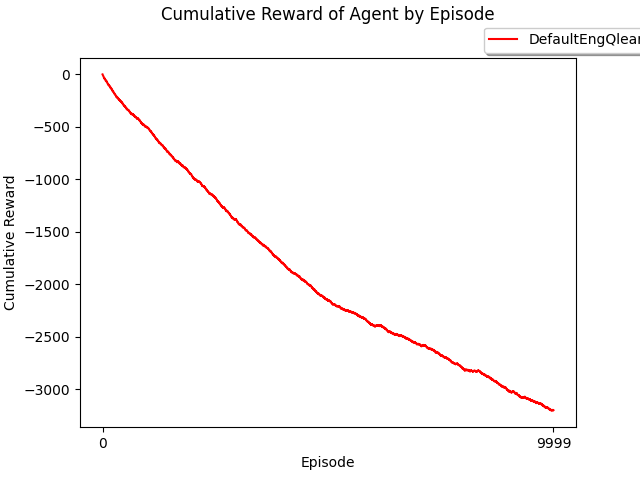 Cumulative Reward of Agent by Episode
DefaultEngQlear
0
−500
−1000
−1500
−2000
−2500
−3000
Cumulative Reward
0
9999
Episode